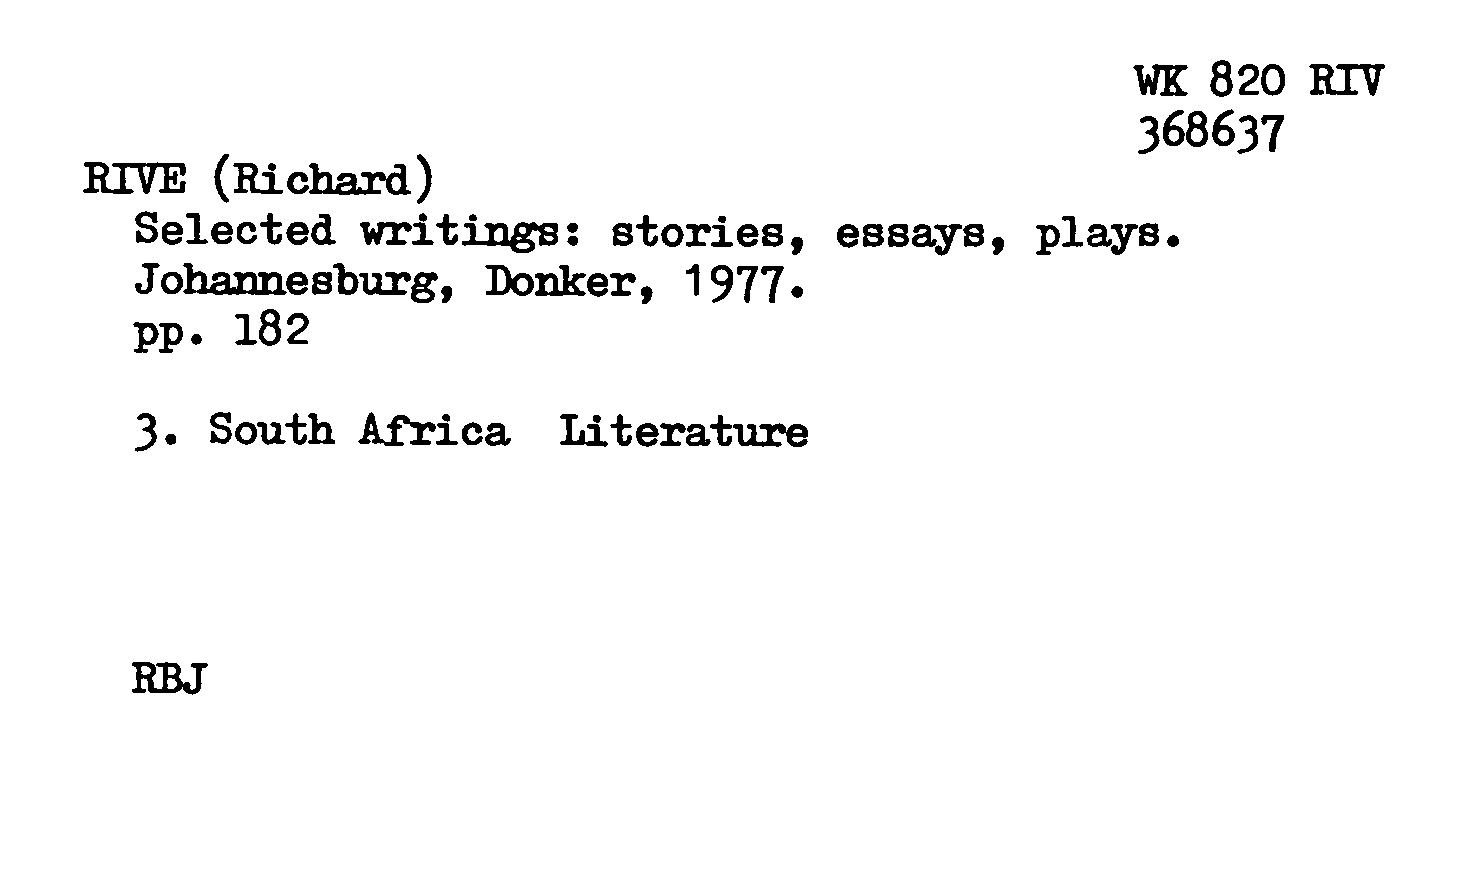 WK 820 RIV
368637
RIVE (Richard)
Selected writings: stories, essays, plays.
Johannesburg, Donker, 1977.
pp. 182
3. South Africa  Literature
RBJ